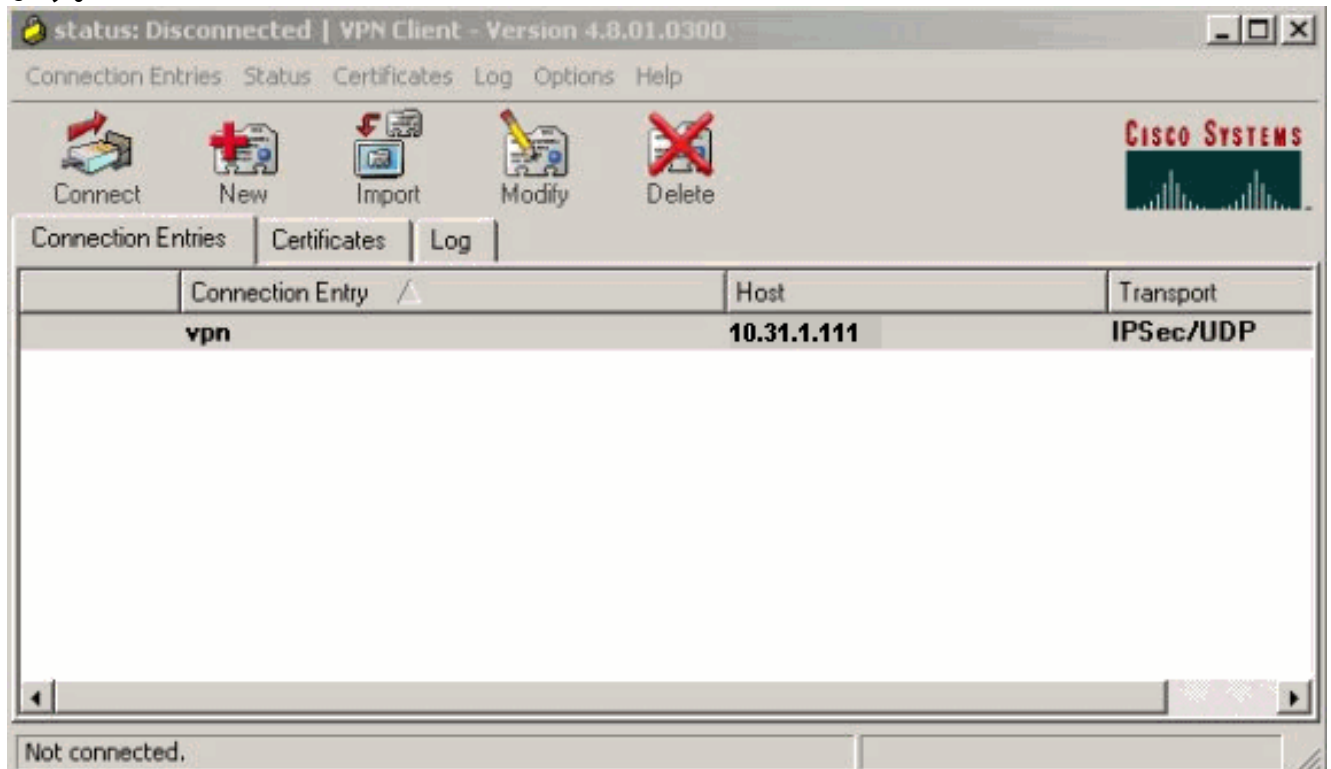 status: Disconnected | VPN Client - Version 4.8.01.0300
Connection Entries Status Certificates Log Options Help
Connect New Import Modify Delete
CISCO SYSTEMS
Connection Entries Certificates Log
Connection Entry Host Transport
vpn 10.31.1.111 IPSec/UDP
Not connected.